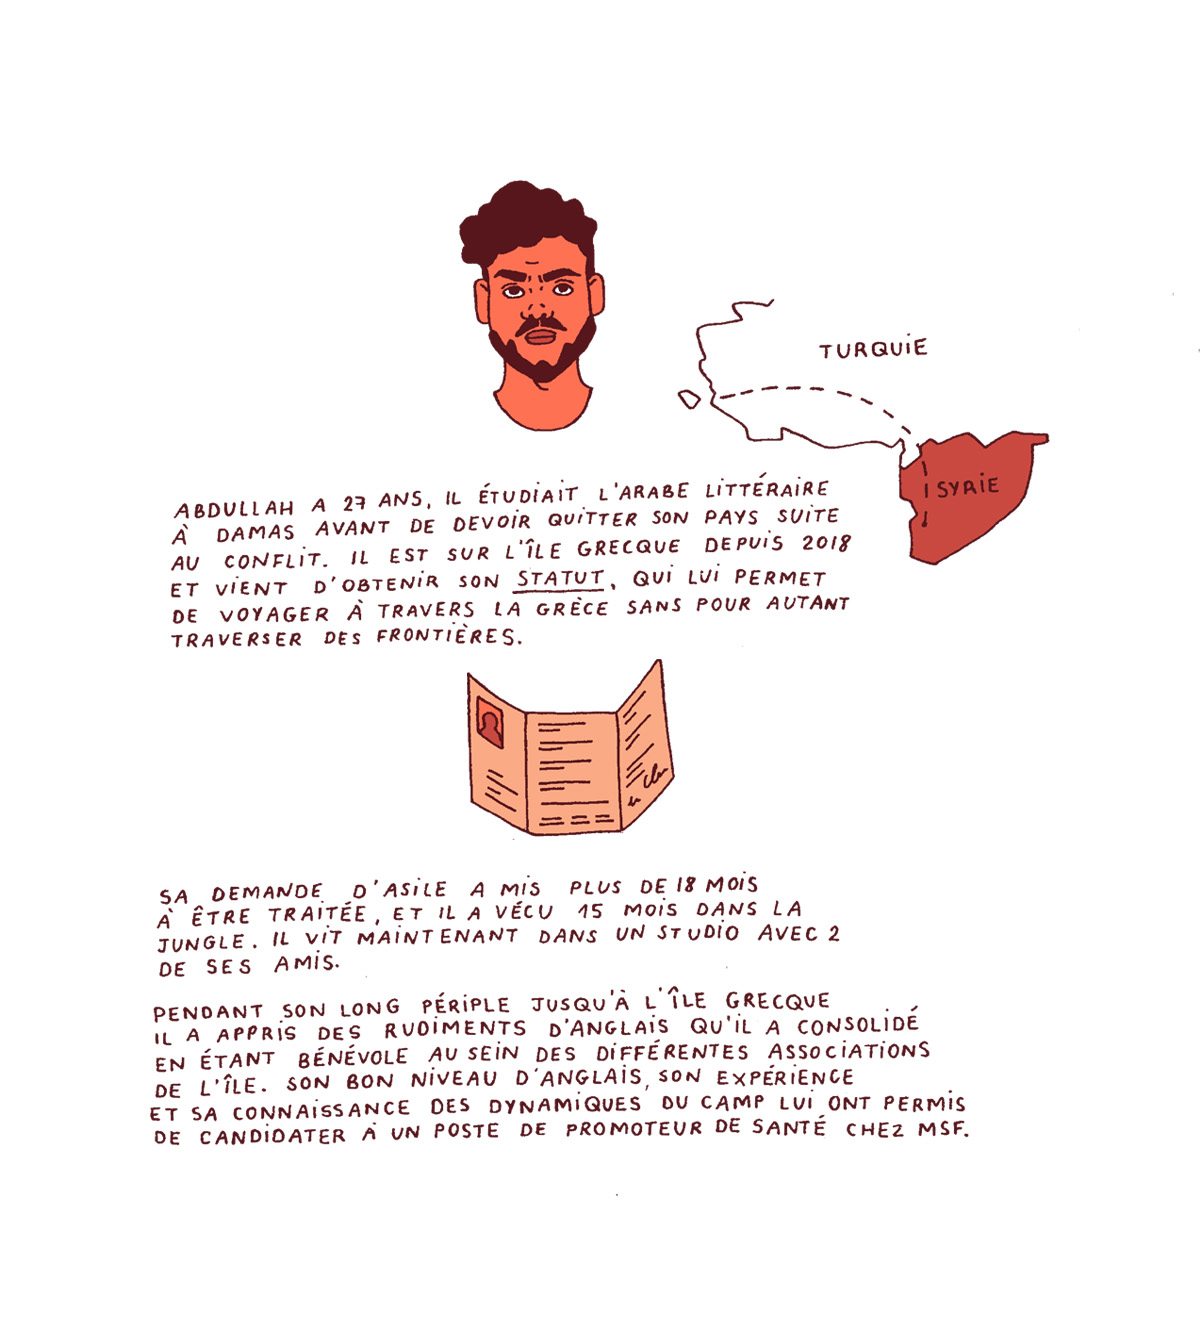 TURQUIE
SYRIE
ABDULLAH A 27 ANS, IL ÉTUDIAIT L'ARABE LITTÉRAIRE
À DAMAS AVANT DE DEVOIR QUITTER SON PAYS SUITE
AU CONFLIT. IL EST SUR L'ÎLE GRECQUE DEPUIS 2018
ET VIENT D'OBTENIR SON STATUT, QUI LUI PERMET
DE VOYAGER À TRAVERS LA GRÈCE SANS POUR AUTANT
TRAVERSER DES FRONTIÈRES.
SA DEMANDE D'ASILE A MIS PLUS DE 18 MOIS
À ÊTRE TRAITÉE, ET IL A VÉCU 15 MOIS DANS LA
JUNGLE. IL VIT MAINTENANT DANS UN STUDIO AVEC 2
DE SES AMIS.
PENDANT SON LONG PÉRIPLE JUSQU'À L'ÎLE GRECQUE
IL A APPRIS DES RUDIMENTS D'ANGLAIS QU'IL A CONSOLIDÉ
EN ÉTANT BÉNÉVOLE AU SEIN DES DIFFÉRENTES ASSOCIATIONS
DE L'ÎLE. SON BON NIVEAU D'ANGLAIS, SON EXPÉRIENCE
ET SA CONNAISSANCE DES DYNAMIQUES DU CAMP LUI ONT PERMIS
DE CANDIDATER À UN POSTE DE PROMOTEUR DE SANTÉ CHEZ MSF.